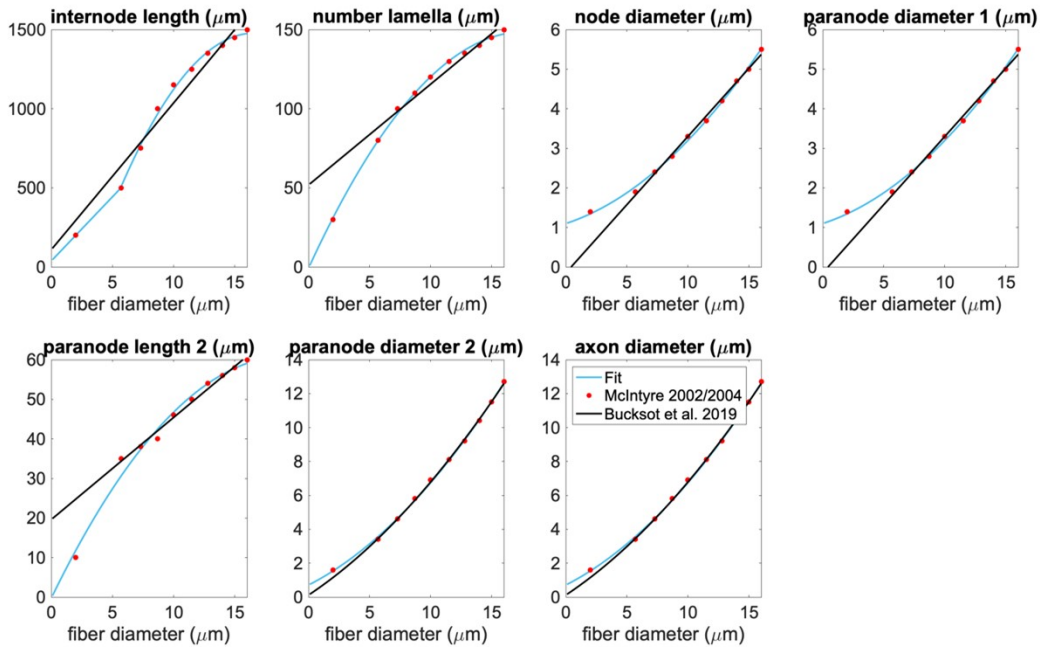 internode length (μm)
1500
1000
500
0
0 5 10 15
fiber diameter (μm)
number lamella (μm)
150
100
50
0
0 5 10 15
fiber diameter (μm)
node diameter (μm)
6
5
4
3
2
1
0
0 5 10 15
fiber diameter (μm)
paranode diameter 1 (μm)
6
5
4
3
2
1
0
0 5 10 15
fiber diameter (μm)
paranode length 2 (μm)
60
50
40
30
20
10
0
0 5 10 15
fiber diameter (μm)
paranode diameter 2 (μm)
14
12
10
8
6
4
2
0
0 5 10 15
fiber diameter (μm)
axon diameter (μm)
14
12
10
8
6
4
2
0
Fit
McIntyre 2002/2004
Bucksot et al. 2019
0 5 10 15
fiber diameter (μm)